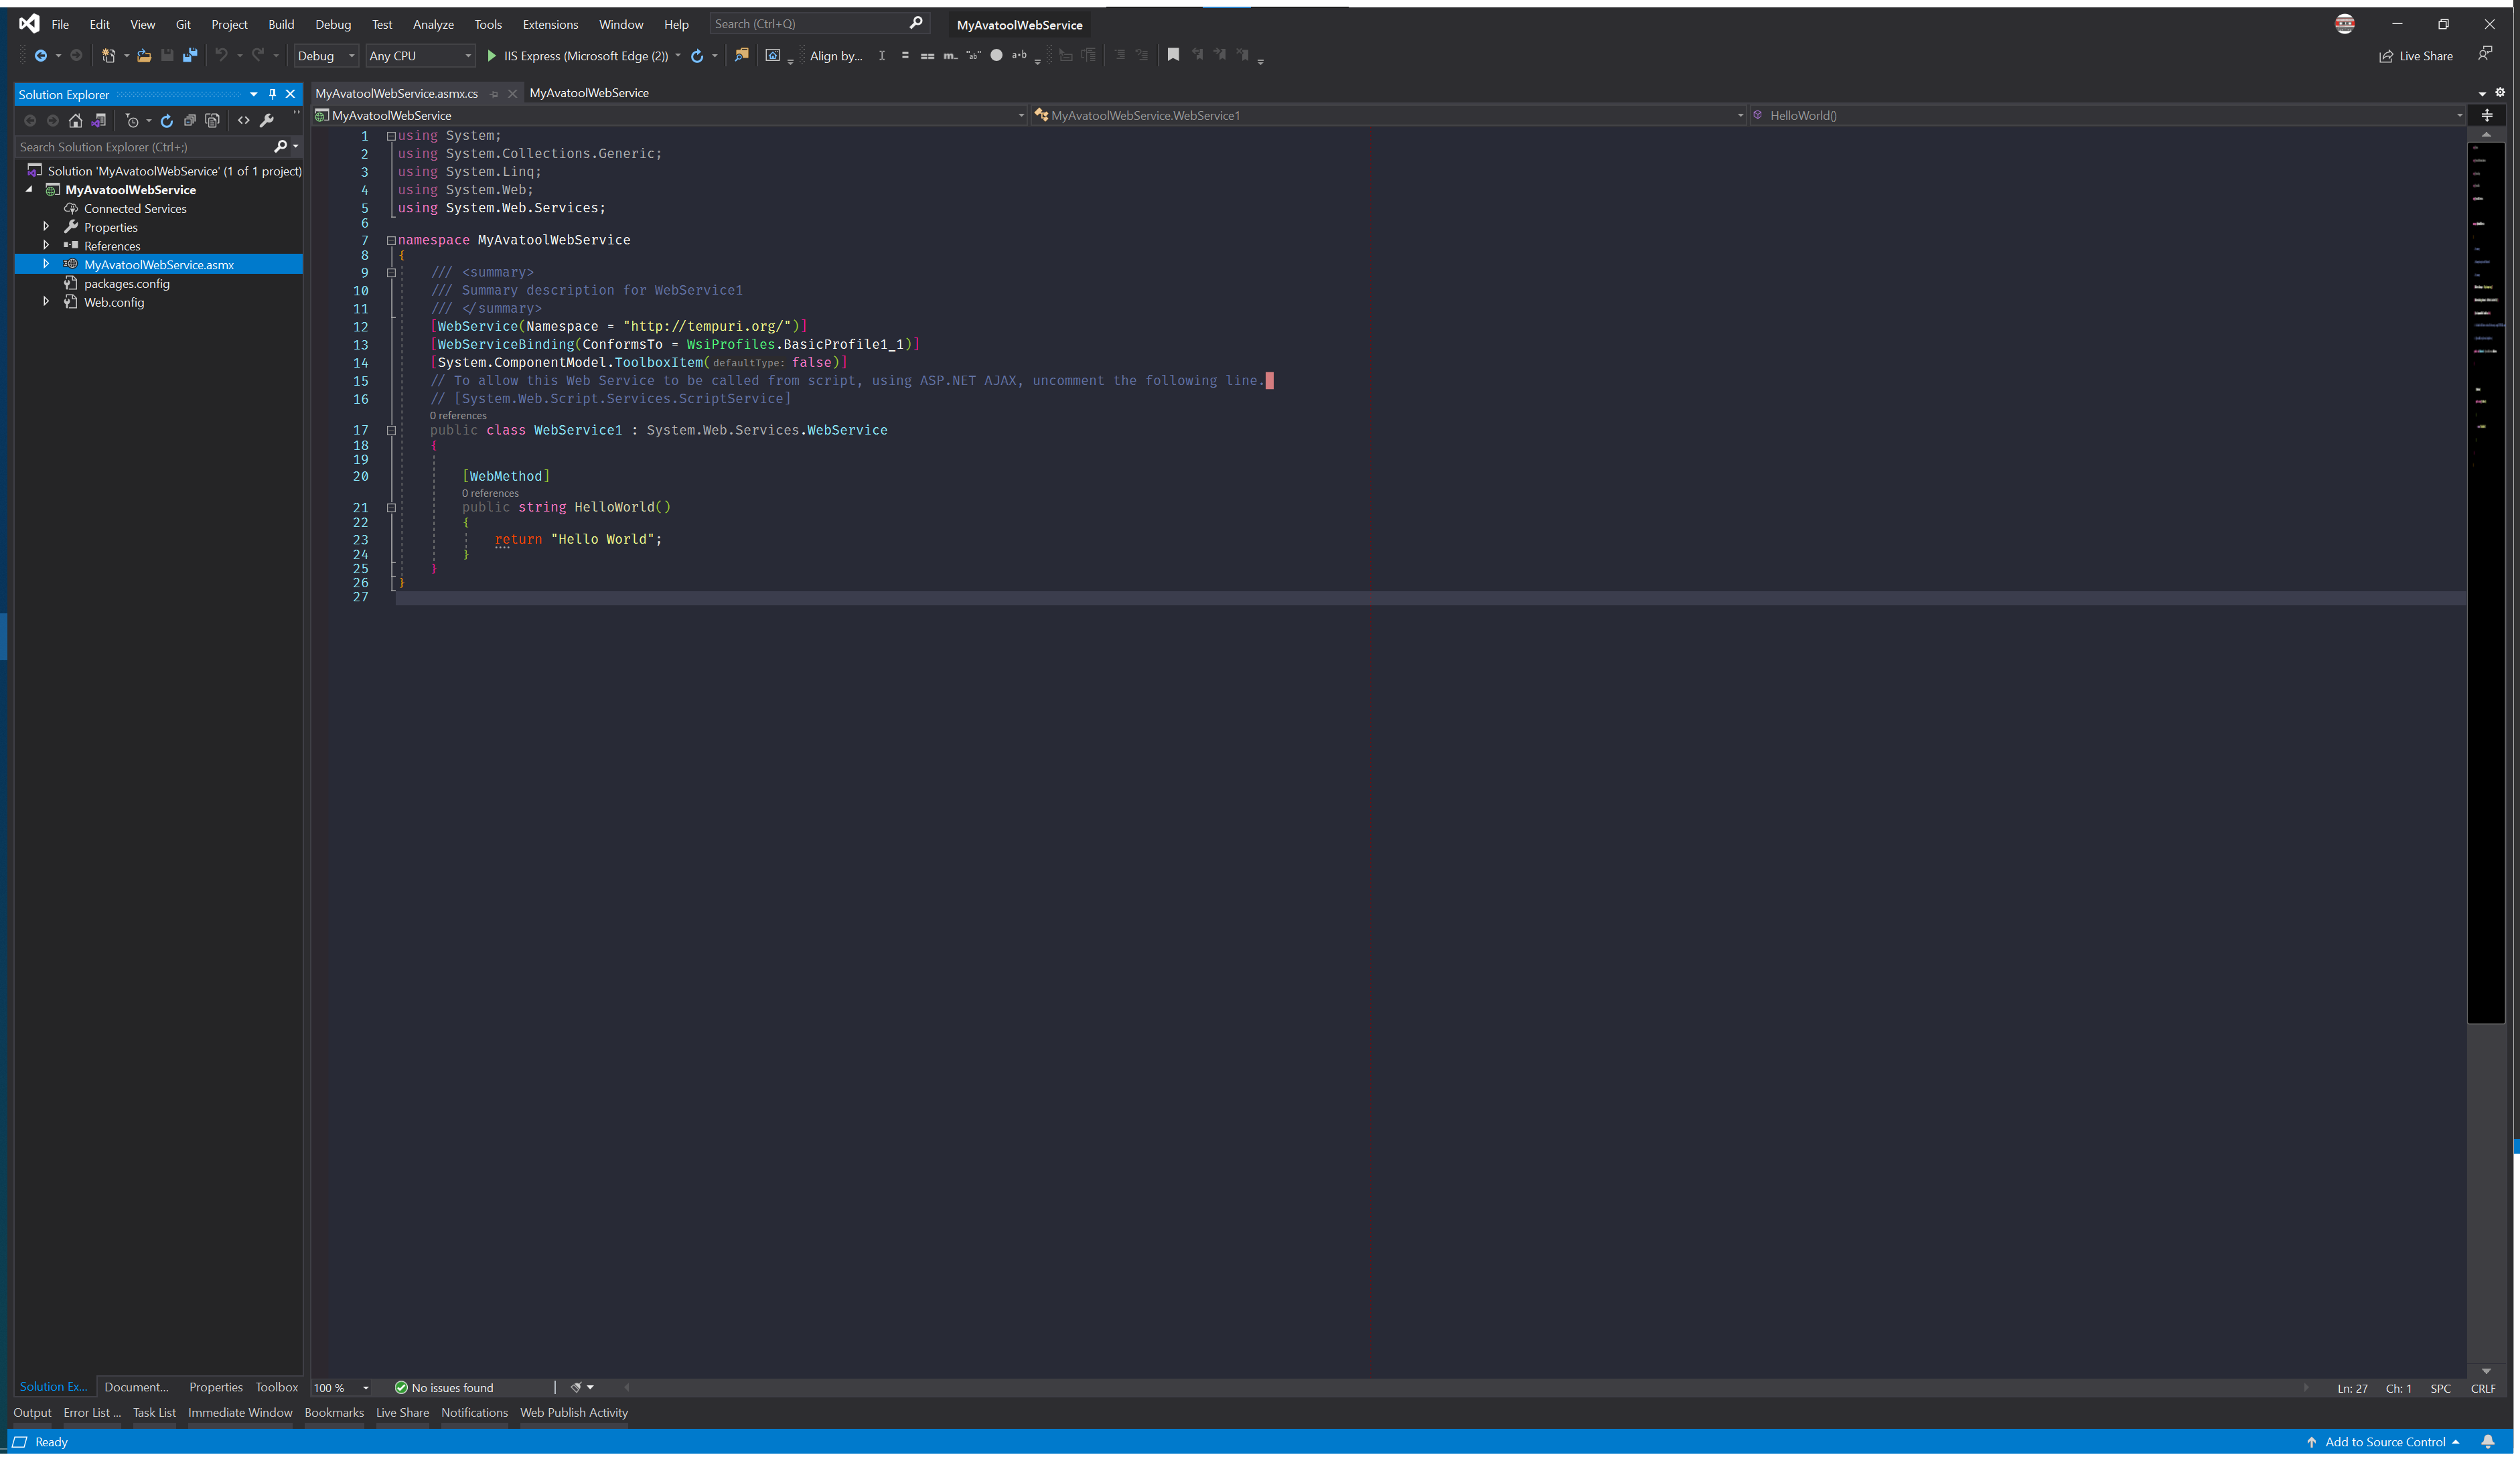 File Edit View Git Project Build Debug Test Analyze Tools Extensions Window Help Search (Ctrl+Q) MyAvatoolWebService
Debug Any CPU IIS Express (Microsoft Edge (2)) Align by... Live Share
Solution Explorer
Search Solution Explorer (Ctrl+;)
Solution 'MyAvatoolWebService' (1 of 1 project)
MyAvatoolWebService
Connected Services
Properties
References
MyAvatoolWebService.asmx
packages.config
Web.config
MyAvatoolWebService.asmx.cs MyAvatoolWebService
MyAvatoolWebService MyAvatoolWebService.WebService1 HelloWorld()
1 using System;
2 using System.Collections.Generic;
3 using System.Linq;
4 using System.Web;
5 using System.Web.Services;
6
7 namespace MyAvatoolWebService
8 {
9 /// <summary>
10 /// Summary description for WebService1
11 /// </summary>
12 [WebService(Namespace = "http://tempuri.org/")]
13 [WebServiceBinding(ConformsTo = WsiProfiles.BasicProfile1_1)]
14 [System.ComponentModel.ToolboxItem(defaultType: false)]
15 // To allow this Web Service to be called from script, using ASP.NET AJAX, uncomment the following line.
16 // [System.Web.Script.Services.ScriptService]
0 references
17 public class WebService1 : System.Web.Services.WebService
18 {
19
20 [WebMethod]
0 references
21 public string HelloWorld()
22 {
23 return "Hello World";
24 }
25 }
26 }
27
Solution Ex... Document... Properties Toolbox
100 % No issues found Ln: 27 Ch: 1 SPC CRLF
Output Error List ... Task List Immediate Window Bookmarks Live Share Notifications Web Publish Activity
Ready Add to Source Control